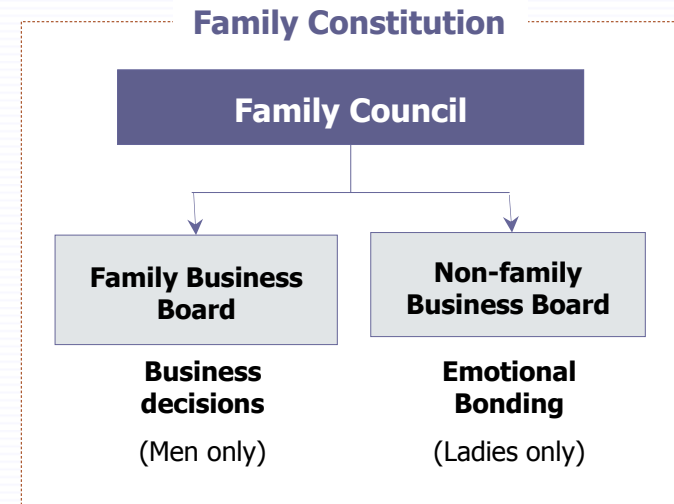 Family Constitution
Family Council
Family Business
Board
Non-family
Business Board
Business
decisions
Emotional
Bonding
(Men only)
(Ladies only)